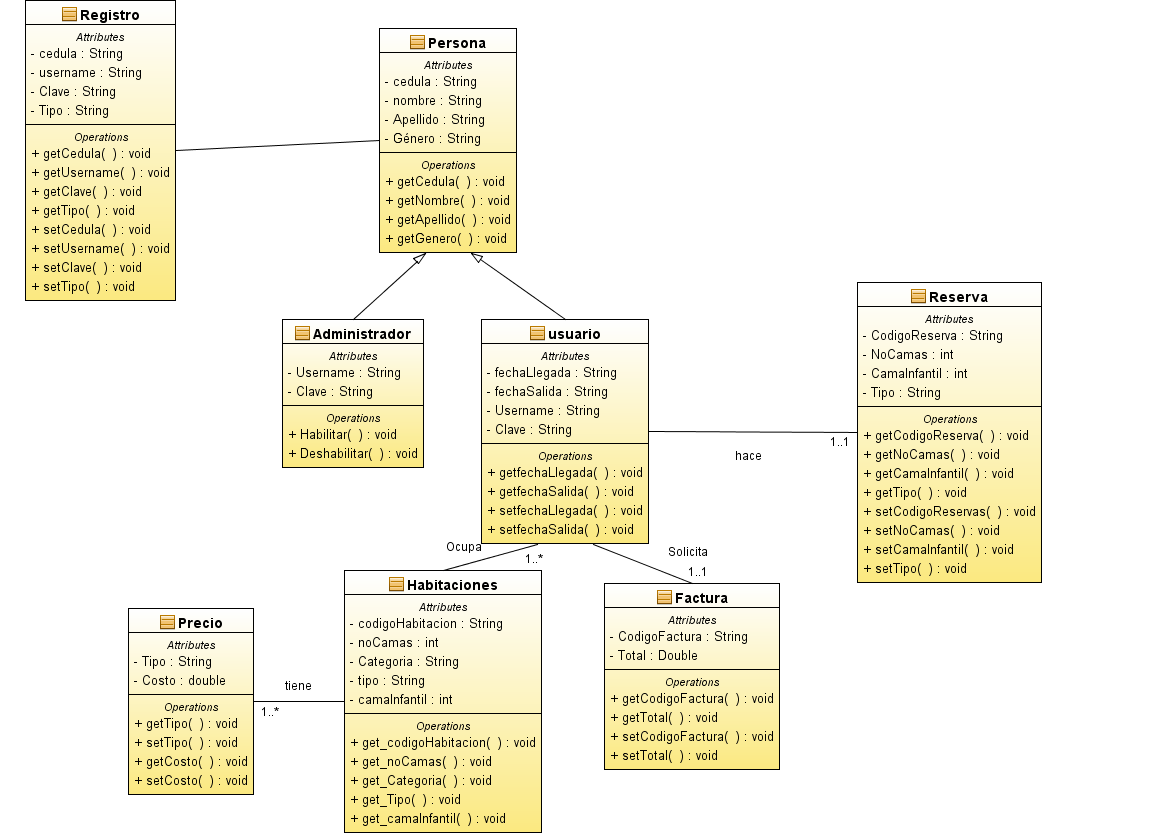 Registro
Attributes
- cedula : String
- username : String
- Clave : String
- Tipo : String
Operations
+ getCedula( ) : void
+ getUsername( ) : void
+ getClave( ) : void
+ getTipo( ) : void
+ setCedula( ) : void
+ setUsername( ) : void
+ setClave( ) : void
+ setTipo( ) : void
Persona
Attributes
- cedula : String
- nombre : String
- Apellido : String
- Género : String
Operations
+ getCedula( ) : void
+ getNombre( ) : void
+ getApellido( ) : void
+ getGenero( ) : void
Administrador
Attributes
- Username : String
- Clave : String
Operations
+ Habilitar( ) : void
+ Deshabilitar( ) : void
usuario
Attributes
- fechaLlegada : String
- fechaSalida : String
- Username : String
- Clave : String
Operations
+ getfechaLlegada( ) : void
+ getfechaSalida( ) : void
+ setfechaLlegada( ) : void
+ setfechaSalida( ) : void
hace
1..1
Reserva
Attributes
- CodigoReserva : String
- NoCamas : int
- CamaInfantil : int
- Tipo : String
Operations
+ getCodigoReserva( ) : void
+ getNoCamas( ) : void
+ getCamaInfantil( ) : void
+ getTipo( ) : void
+ setCodigoReservas( ) : void
+ setNoCamas( ) : void
+ setCamaInfantil( ) : void
+ setTipo( ) : void
Ocupa
1..*
Solicita
1..1
Precio
Attributes
- Tipo : String
- Costo : double
Operations
+ getTipo( ) : void
+ setTipo( ) : void
+ getCosto( ) : void
+ setCosto( ) : void
tiene
1..*
Habitaciones
Attributes
- codigoHabitacion : String
- noCamas : int
- Categoria : String
- tipo : String
- camaInfantil : int
Operations
+ get_codigoHabitacion( ) : void
+ get_noCamas( ) : void
+ get_Categoria( ) : void
+ get_Tipo( ) : void
+ get_camaInfantil( ) : void
Factura
Attributes
- CodigoFactura : String
- Total : Double
Operations
+ getCodigoFactura( ) : void
+ getTotal( ) : void
+ setCodigoFactura( ) : void
+ setTotal( ) : void